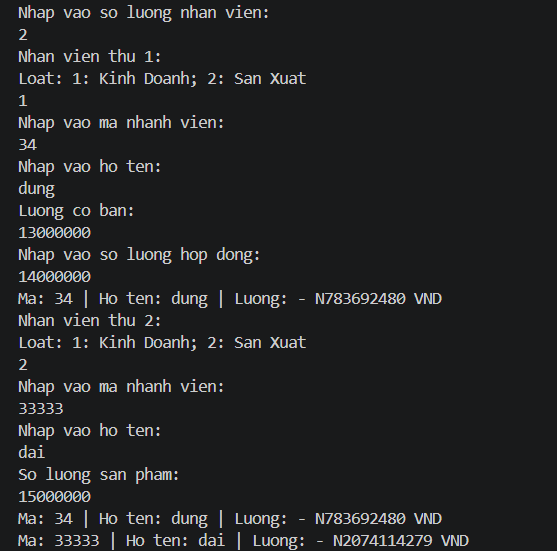 Nhap vao so luong nhan vien:
2
Nhan vien thu 1:
Loat: 1: Kinh Doanh; 2: San Xuat
1
Nhap vao ma nhanh vien:
34
Nhap vao ho ten:
dung
Luong co ban:
13000000
Nhap vao so luong hop dong:
14000000
Ma: 34 | Ho ten: dung | Luong: - N783692480 VND
Nhan vien thu 2:
Loat: 1: Kinh Doanh; 2: San Xuat
2
Nhap vao ma nhanh vien:
33333
Nhap vao ho ten:
dai
So luong san pham:
15000000
Ma: 34 | Ho ten: dung | Luong: - N783692480 VND
Ma: 33333 | Ho ten: dai | Luong: - N2074114279 VND